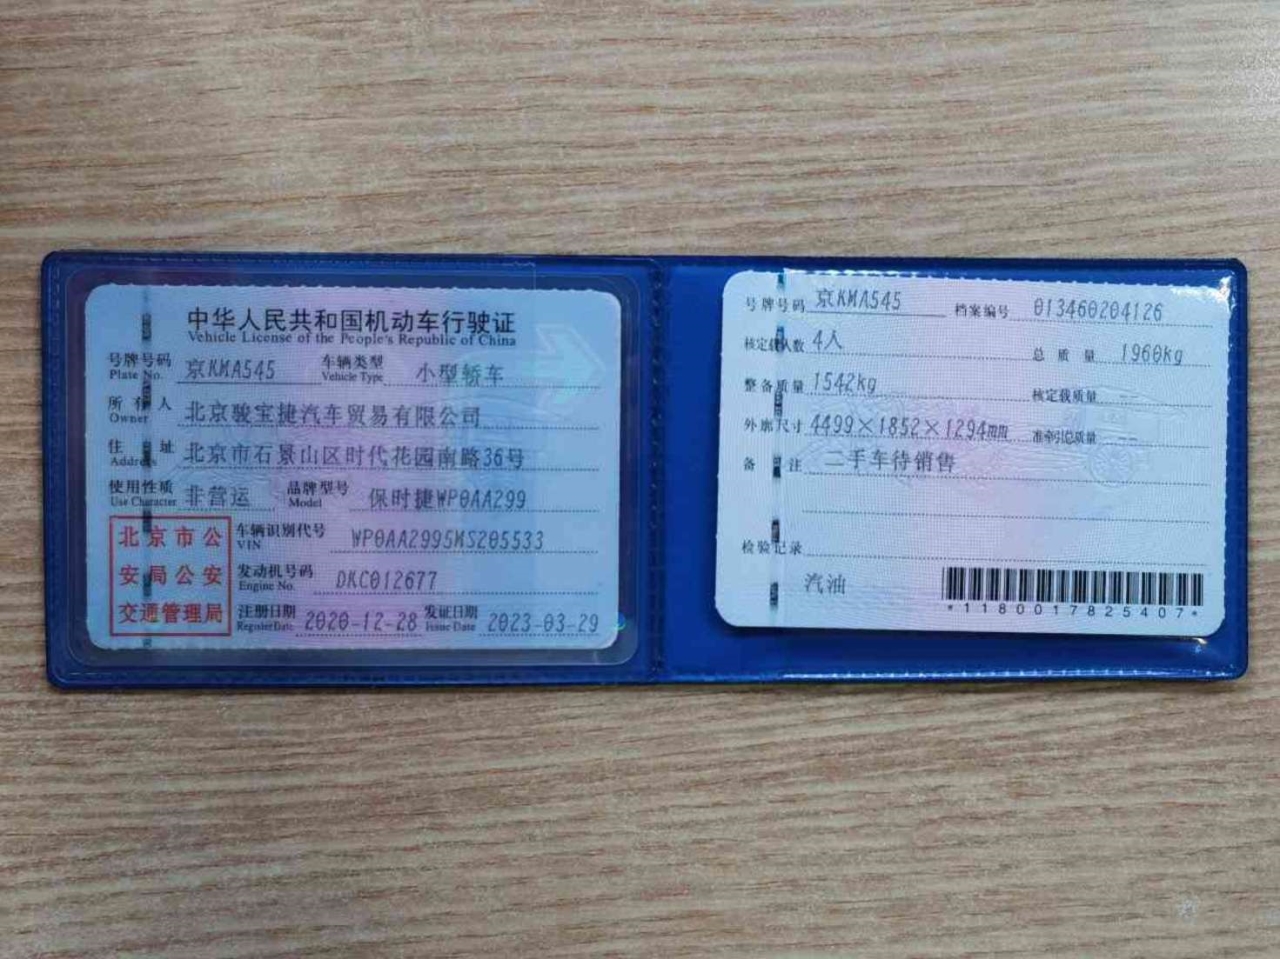 中华人民共和国机动车行驶证
Vehicle License of the People's Republic of China
号牌号码 京KMA545 车辆类型 小型轿车
Plate No. Vehicle Type
所有人 北京骏宝捷汽车贸易有限公司
Owner
住址 北京市石景山区时代花园南路36号
Address
使用性质 非营运 品牌型号 保时捷WP0AA299
Use Character Model
北京市公
安局公安
交通管理局
车辆识别代号 WP0AA2995MS205533
VIN
发动机号码 DKC012677
Engine No.
注册日期 2020-12-28 发证日期 2023-03-29
Register Date Issue Date
号牌号码 京KMA545 档案编号 013460204126
核定载人数 4人 总质量 1960kg
整备质量 1542kg 核定载质量 --
外廓尺寸 4499×1852×1294mm 准牵引总质量 --
备注 二手车待销售
检验记录
汽油
*1180017825407*